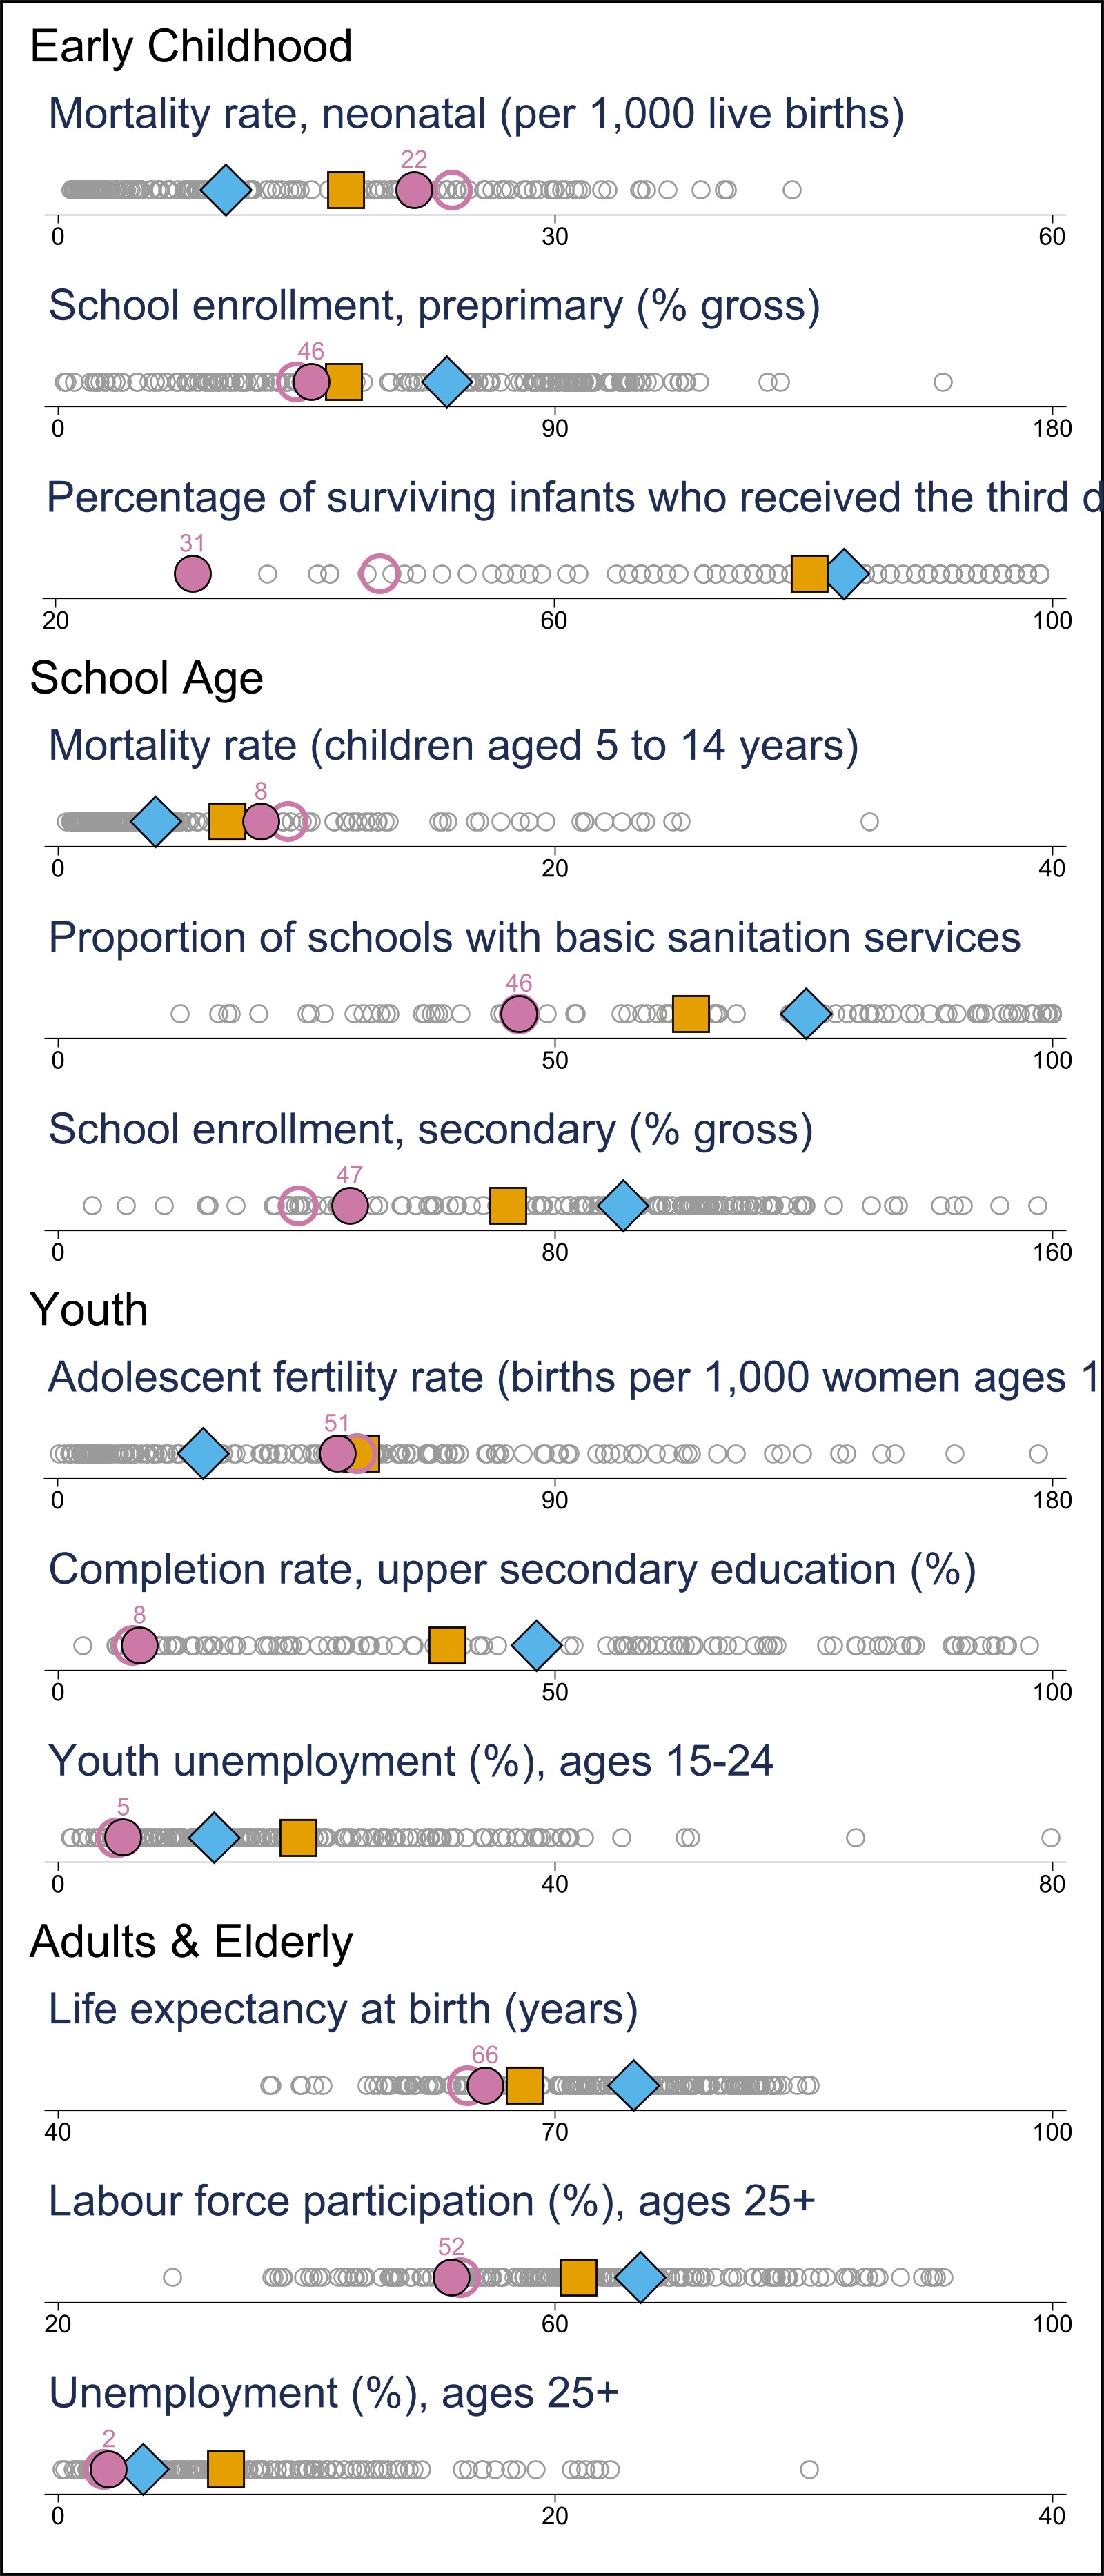 Early Childhood
Mortality rate, neonatal (per 1,000 live births)
22
0 30 60
School enrollment, preprimary (% gross)
46
0 90 180
Percentage of surviving infants who received the third d
31
20 60 100
School Age
Mortality rate (children aged 5 to 14 years)
8
0 20 40
Proportion of schools with basic sanitation services
46
0 50 100
School enrollment, secondary (% gross)
47
0 80 160
Youth
Adolescent fertility rate (births per 1,000 women ages 1
51
0 90 180
Completion rate, upper secondary education (%)
8
0 50 100
Youth unemployment (%), ages 15-24
5
0 40 80
Adults & Elderly
Life expectancy at birth (years)
66
40 70 100
Labour force participation (%), ages 25+
52
20 60 100
Unemployment (%), ages 25+
2
0 20 40